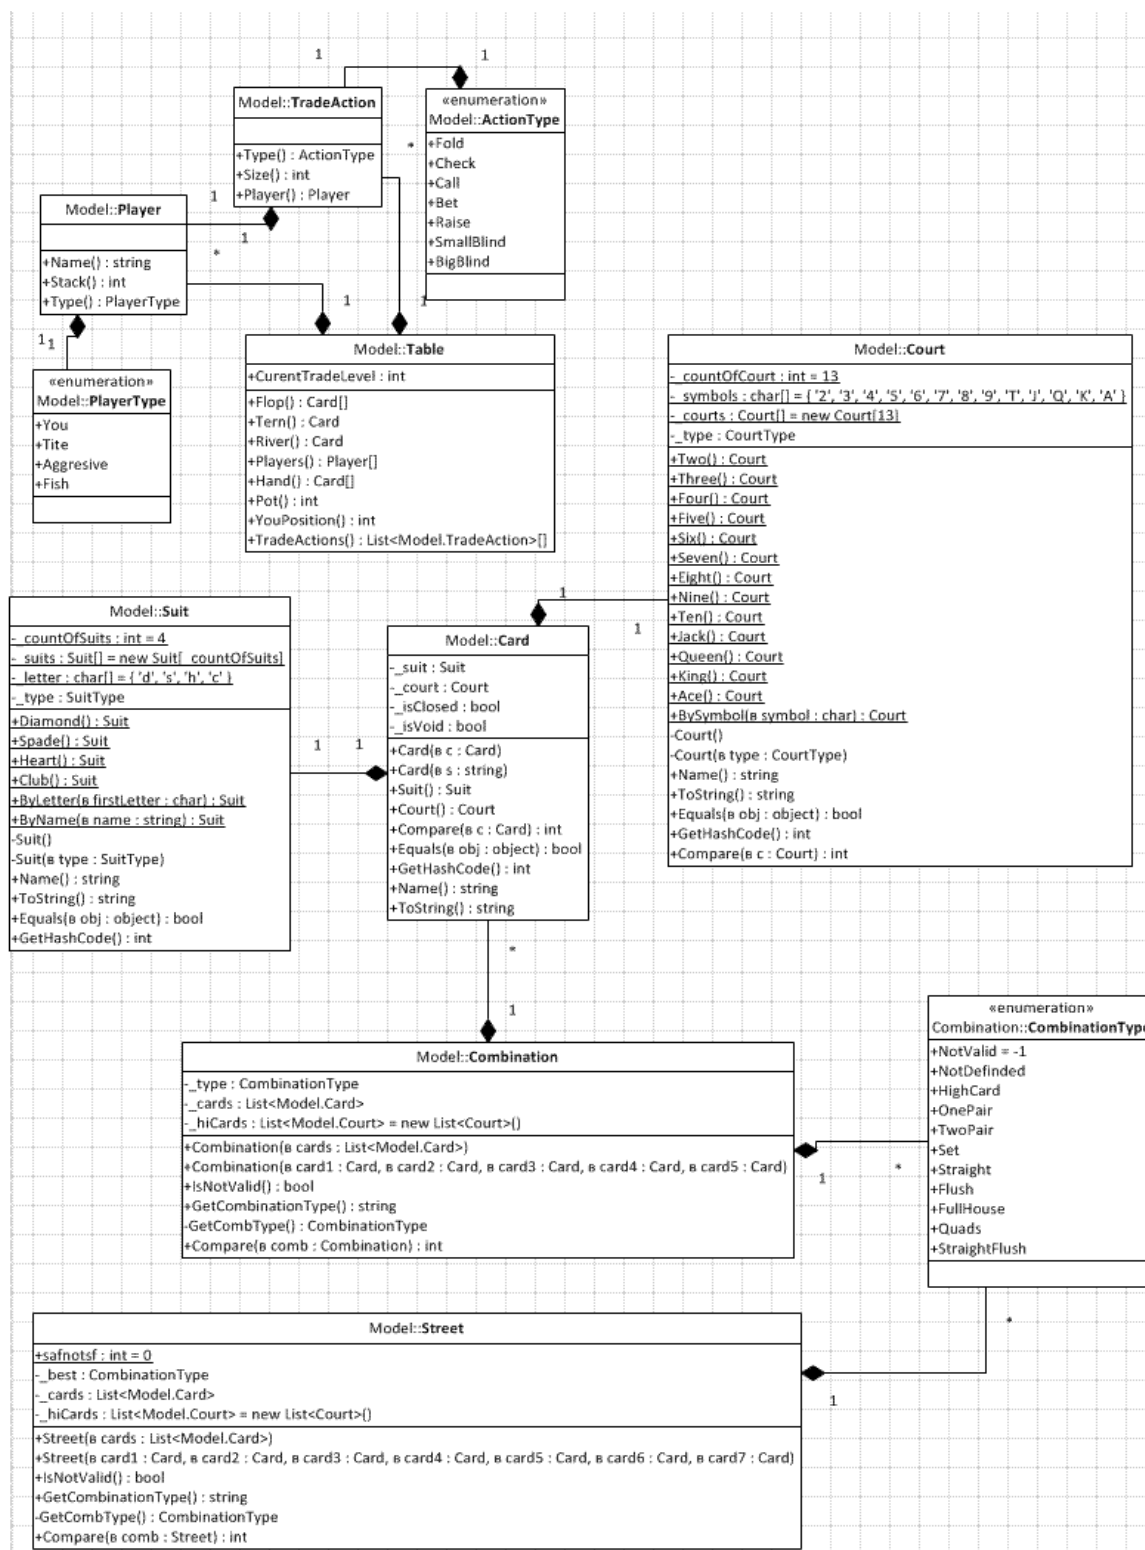 1
1
Model::TradeAction
+Type() : ActionType
+Size() : int
+Player() : Player
«enumeration»
Model::ActionType
+Fold
+Check
+Call
+Bet
+Raise
+SmallBlind
+BigBlind
*
1
1
*
Model::Player
+Name() : string
+Stack() : int
+Type() : PlayerType
1
1
1
1
«enumeration»
Model::PlayerType
+You
+Tite
+Aggresive
+Fish
Model::Table
+CurentTradeLevel : int
+Flop() : Card[]
+Tern() : Card
+River() : Card
+Players() : Player[]
+Hand() : Card[]
+Pot() : int
+YouPosition() : int
+TradeActions() : List<Model.TradeAction>[]
Model::Court
-_countOfCourt : int = 13
-_symbols : char[] = { '2', '3', '4', '5', '6', '7', '8', '9', 'T', 'J', 'Q', 'K', 'A' }
-_courts : Court[] = new Court[13]
-_type : CourtType
+Two() : Court
+Three() : Court
+Four() : Court
+Five() : Court
+Six() : Court
+Seven() : Court
+Eight() : Court
+Nine() : Court
+Ten() : Court
+Jack() : Court
+Queen() : Court
+King() : Court
+Ace() : Court
+BySymbol(в symbol : char) : Court
-Court()
-Court(в type : CourtType)
+Name() : string
+ToString() : string
+Equals(в obj : object) : bool
+GetHashCode() : int
+Compare(в c : Court) : int
1
1
Model::Suit
-_countOfSuits : int = 4
-_suits : Suit[] = new Suit[_countOfSuits]
-_letter : char[] = { 'd', 's', 'h', 'c' }
-_type : SuitType
+Diamond() : Suit
+Spade() : Suit
+Heart() : Suit
+Club() : Suit
+ByLetter(в firstLetter : char) : Suit
+ByName(в name : string) : Suit
-Suit()
-Suit(в type : SuitType)
+Name() : string
+ToString() : string
+Equals(в obj : object) : bool
+GetHashCode() : int
1
1
Model::Card
-_suit : Suit
-_court : Court
-_isClosed : bool
-_isVoid : bool
+Card(в c : Card)
+Card(в s : string)
+Suit() : Suit
+Court() : Court
+Compare(в c : Card) : int
+Equals(в obj : object) : bool
+GetHashCode() : int
+Name() : string
+ToString() : string
*
1
Model::Combination
-_type : CombinationType
-_cards : List<Model.Card>
-_hiCards : List<Model.Court> = new List<Court>()
+Combination(в cards : List<Model.Card>)
+Combination(в card1 : Card, в card2 : Card, в card3 : Card, в card4 : Card, в card5 : Card)
+IsNotValid() : bool
+GetCombinationType() : string
-GetCombType() : CombinationType
+Compare(в comb : Combination) : int
1
*
«enumeration»
Combination::CombinationType
+NotValid = -1
+NotDefinded
+HighCard
+OnePair
+TwoPair
+Set
+Straight
+Flush
+FullHouse
+Quads
+StraightFlush
*
1
Model::Street
+safnotsf : int = 0
-_best : CombinationType
-_cards : List<Model.Card>
-_hiCards : List<Model.Court> = new List<Court>()
+Street(в cards : List<Model.Card>)
+Street(в card1 : Card, в card2 : Card, в card3 : Card, в card4 : Card, в card5 : Card, в card6 : Card, в card7 : Card)
+IsNotValid() : bool
+GetCombinationType() : string
-GetCombType() : CombinationType
+Compare(в comb : Street) : int